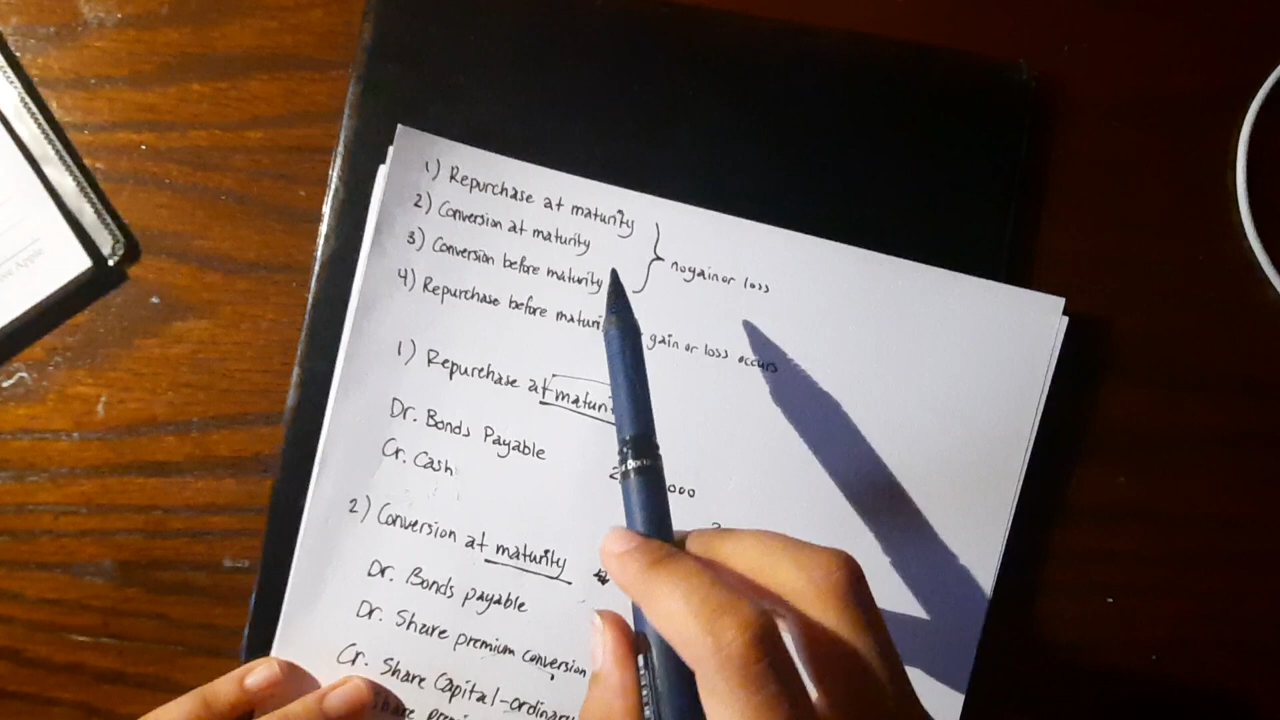 1) Repurchase at maturity
2) Conversion at maturity
3) Conversion before maturity
no gain or loss
4) Repurchase before
gain or loss occurs
1) Repurchase at
Dr. Bonds Payable
Cr. Cash
2) Conversion at maturity
Dr. Bonds payable
Dr. Share premium conversion
Cr. Share Capital-ordinary